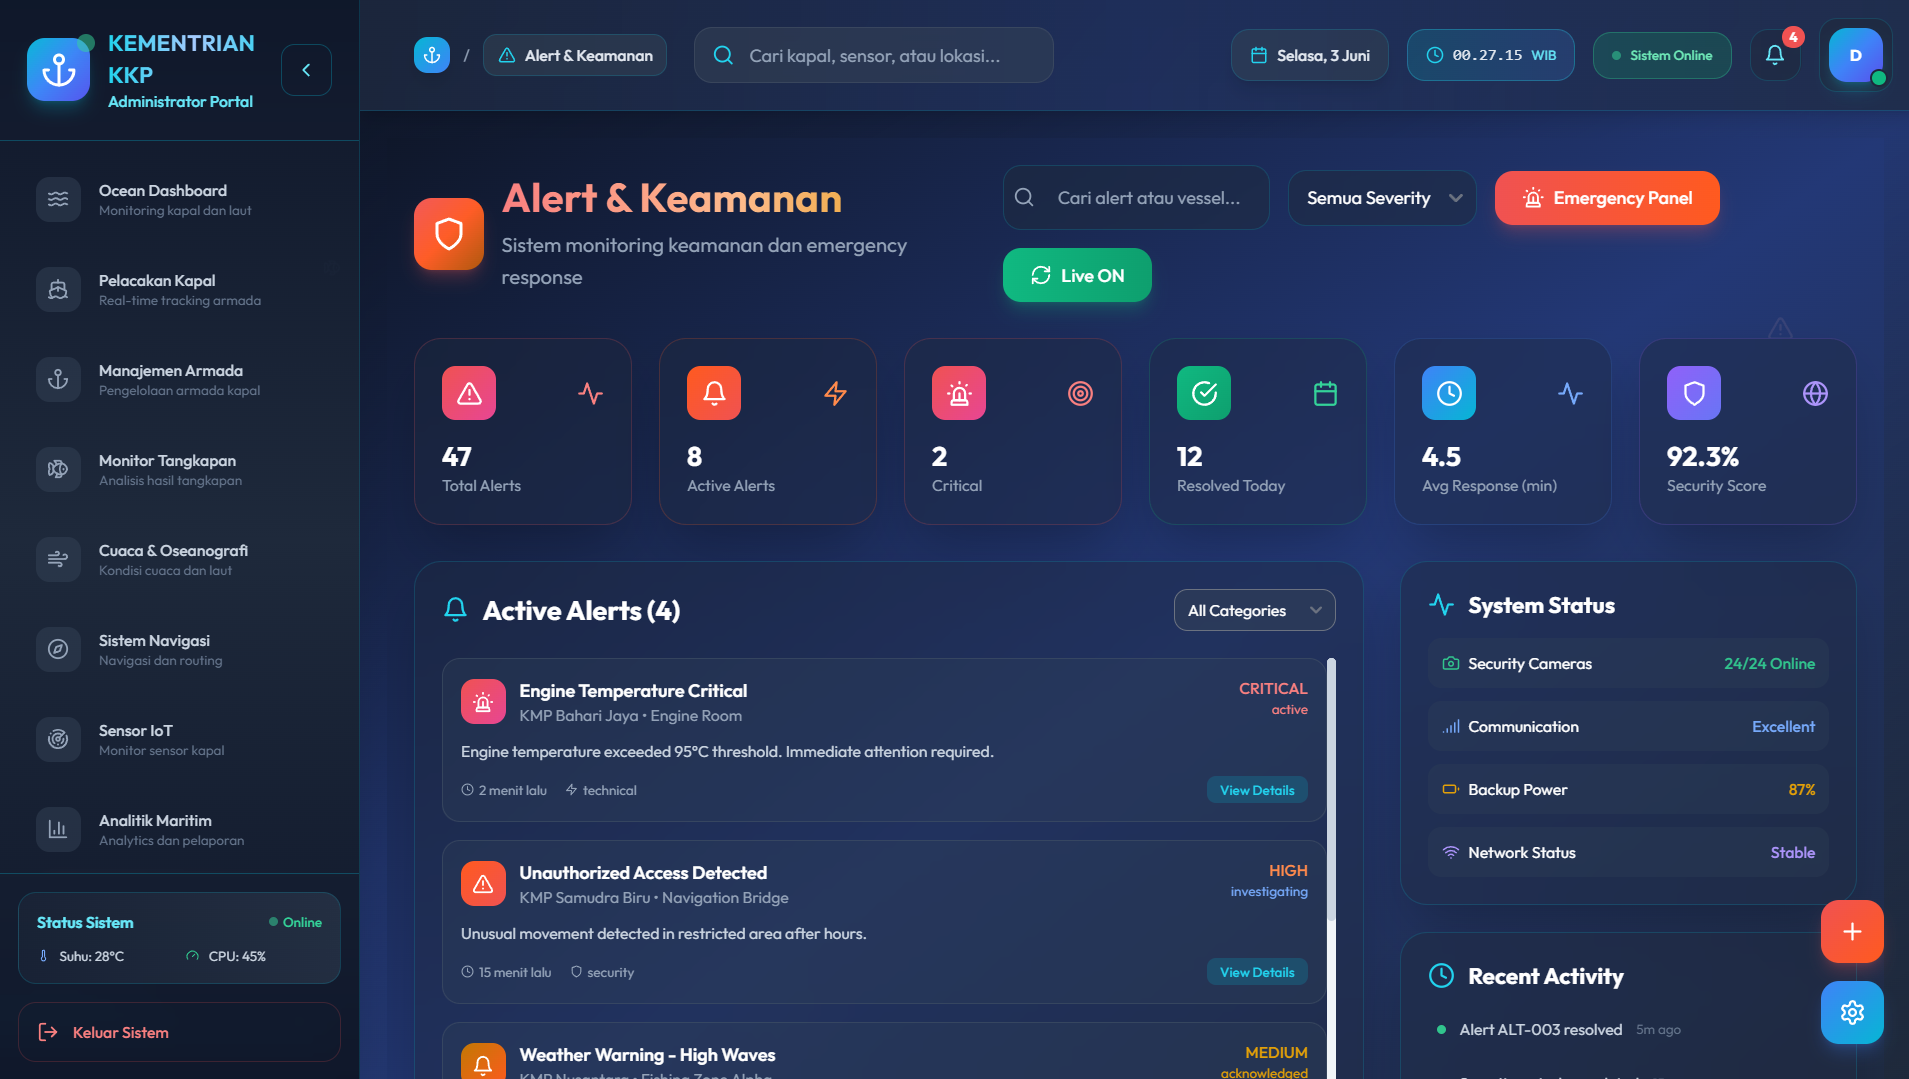 KEMENTRIAN
KKP
Administrator Portal
/
Alert & Keamanan
Cari kapal, sensor, atau lokasi...
Selasa, 3 Juni
00.27.15 WIB
Sistem Online
4
D
Ocean Dashboard
Monitoring kapal dan laut
Pelacakan Kapal
Real-time tracking armada
Manajemen Armada
Pengelolaan armada kapal
Monitor Tangkapan
Analisis hasil tangkapan
Cuaca & Oseanografi
Kondisi cuaca dan laut
Sistem Navigasi
Navigasi dan routing
Sensor IoT
Monitor sensor kapal
Analitik Maritim
Analytics dan pelaporan
Status Sistem
Online
Suhu: 28°C
CPU: 45%
Keluar Sistem
Alert & Keamanan
Sistem monitoring keamanan dan emergency
response
Cari alert atau vessel...
Semua Severity
Emergency Panel
Live ON
47
Total Alerts
8
Active Alerts
2
Critical
12
Resolved Today
4.5
Avg Response (min)
92.3%
Security Score
Active Alerts (4)
All Categories
Engine Temperature Critical
KMP Bahari Jaya • Engine Room
CRITICAL
active
Engine temperature exceeded 95°C threshold. Immediate attention required.
2 menit lalu
technical
View Details
Unauthorized Access Detected
KMP Samudra Biru • Navigation Bridge
HIGH
investigating
Unusual movement detected in restricted area after hours.
15 menit lalu
security
View Details
Weather Warning - High Waves
KMP Nusantara • Fishing Zone Alpha
MEDIUM
acknowledged
System Status
Security Cameras
24/24 Online
Communication
Excellent
Backup Power
87%
Network Status
Stable
Recent Activity
Alert ALT-003 resolved
5m ago